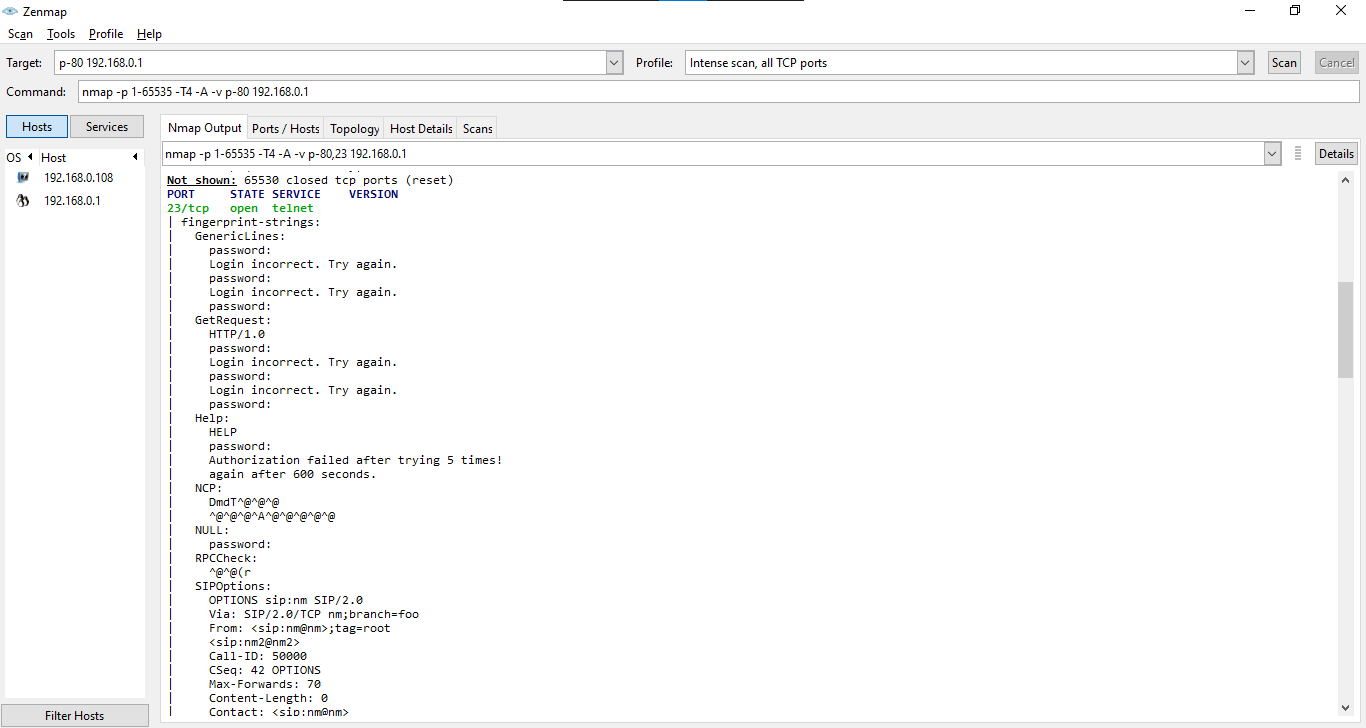 Zenmap
Scan Tools Profile Help
Target: p-80 192.168.0.1 Profile: Intense scan, all TCP ports Scan Cancel
Command: nmap -p 1-65535 -T4 -A -v p-80 192.168.0.1
Hosts Services
Nmap Output Ports / Hosts Topology Host Details Scans
OS Host
192.168.0.108
192.168.0.1
Filter Hosts
nmap -p 1-65535 -T4 -A -v p-80,23 192.168.0.1 Details
Not shown: 65530 closed tcp ports (reset)
PORT STATE SERVICE VERSION
23/tcp open telnet
| fingerprint-strings:
| GenericLines:
| password:
| Login incorrect. Try again.
| password:
| Login incorrect. Try again.
| password:
| GetRequest:
| HTTP/1.0
| password:
| Login incorrect. Try again.
| password:
| Login incorrect. Try again.
| password:
| Help:
| HELP
| password:
| Authorization failed after trying 5 times!
| again after 600 seconds.
| NCP:
| DmdT^@^@^@
| ^@^@^@^A^@^@^@^@^@
| NULL:
| password:
| RPCCheck:
| ^@^@(r
| SIPOptions:
| OPTIONS sip:nm SIP/2.0
| Via: SIP/2.0/TCP nm;branch=foo
| From: <sip:nm@nm>;tag=root
| <sip:nm2@nm2>
| Call-ID: 50000
| CSeq: 42 OPTIONS
| Max-Forwards: 70
| Content-Length: 0
| Contact: <sip:nm@nm>